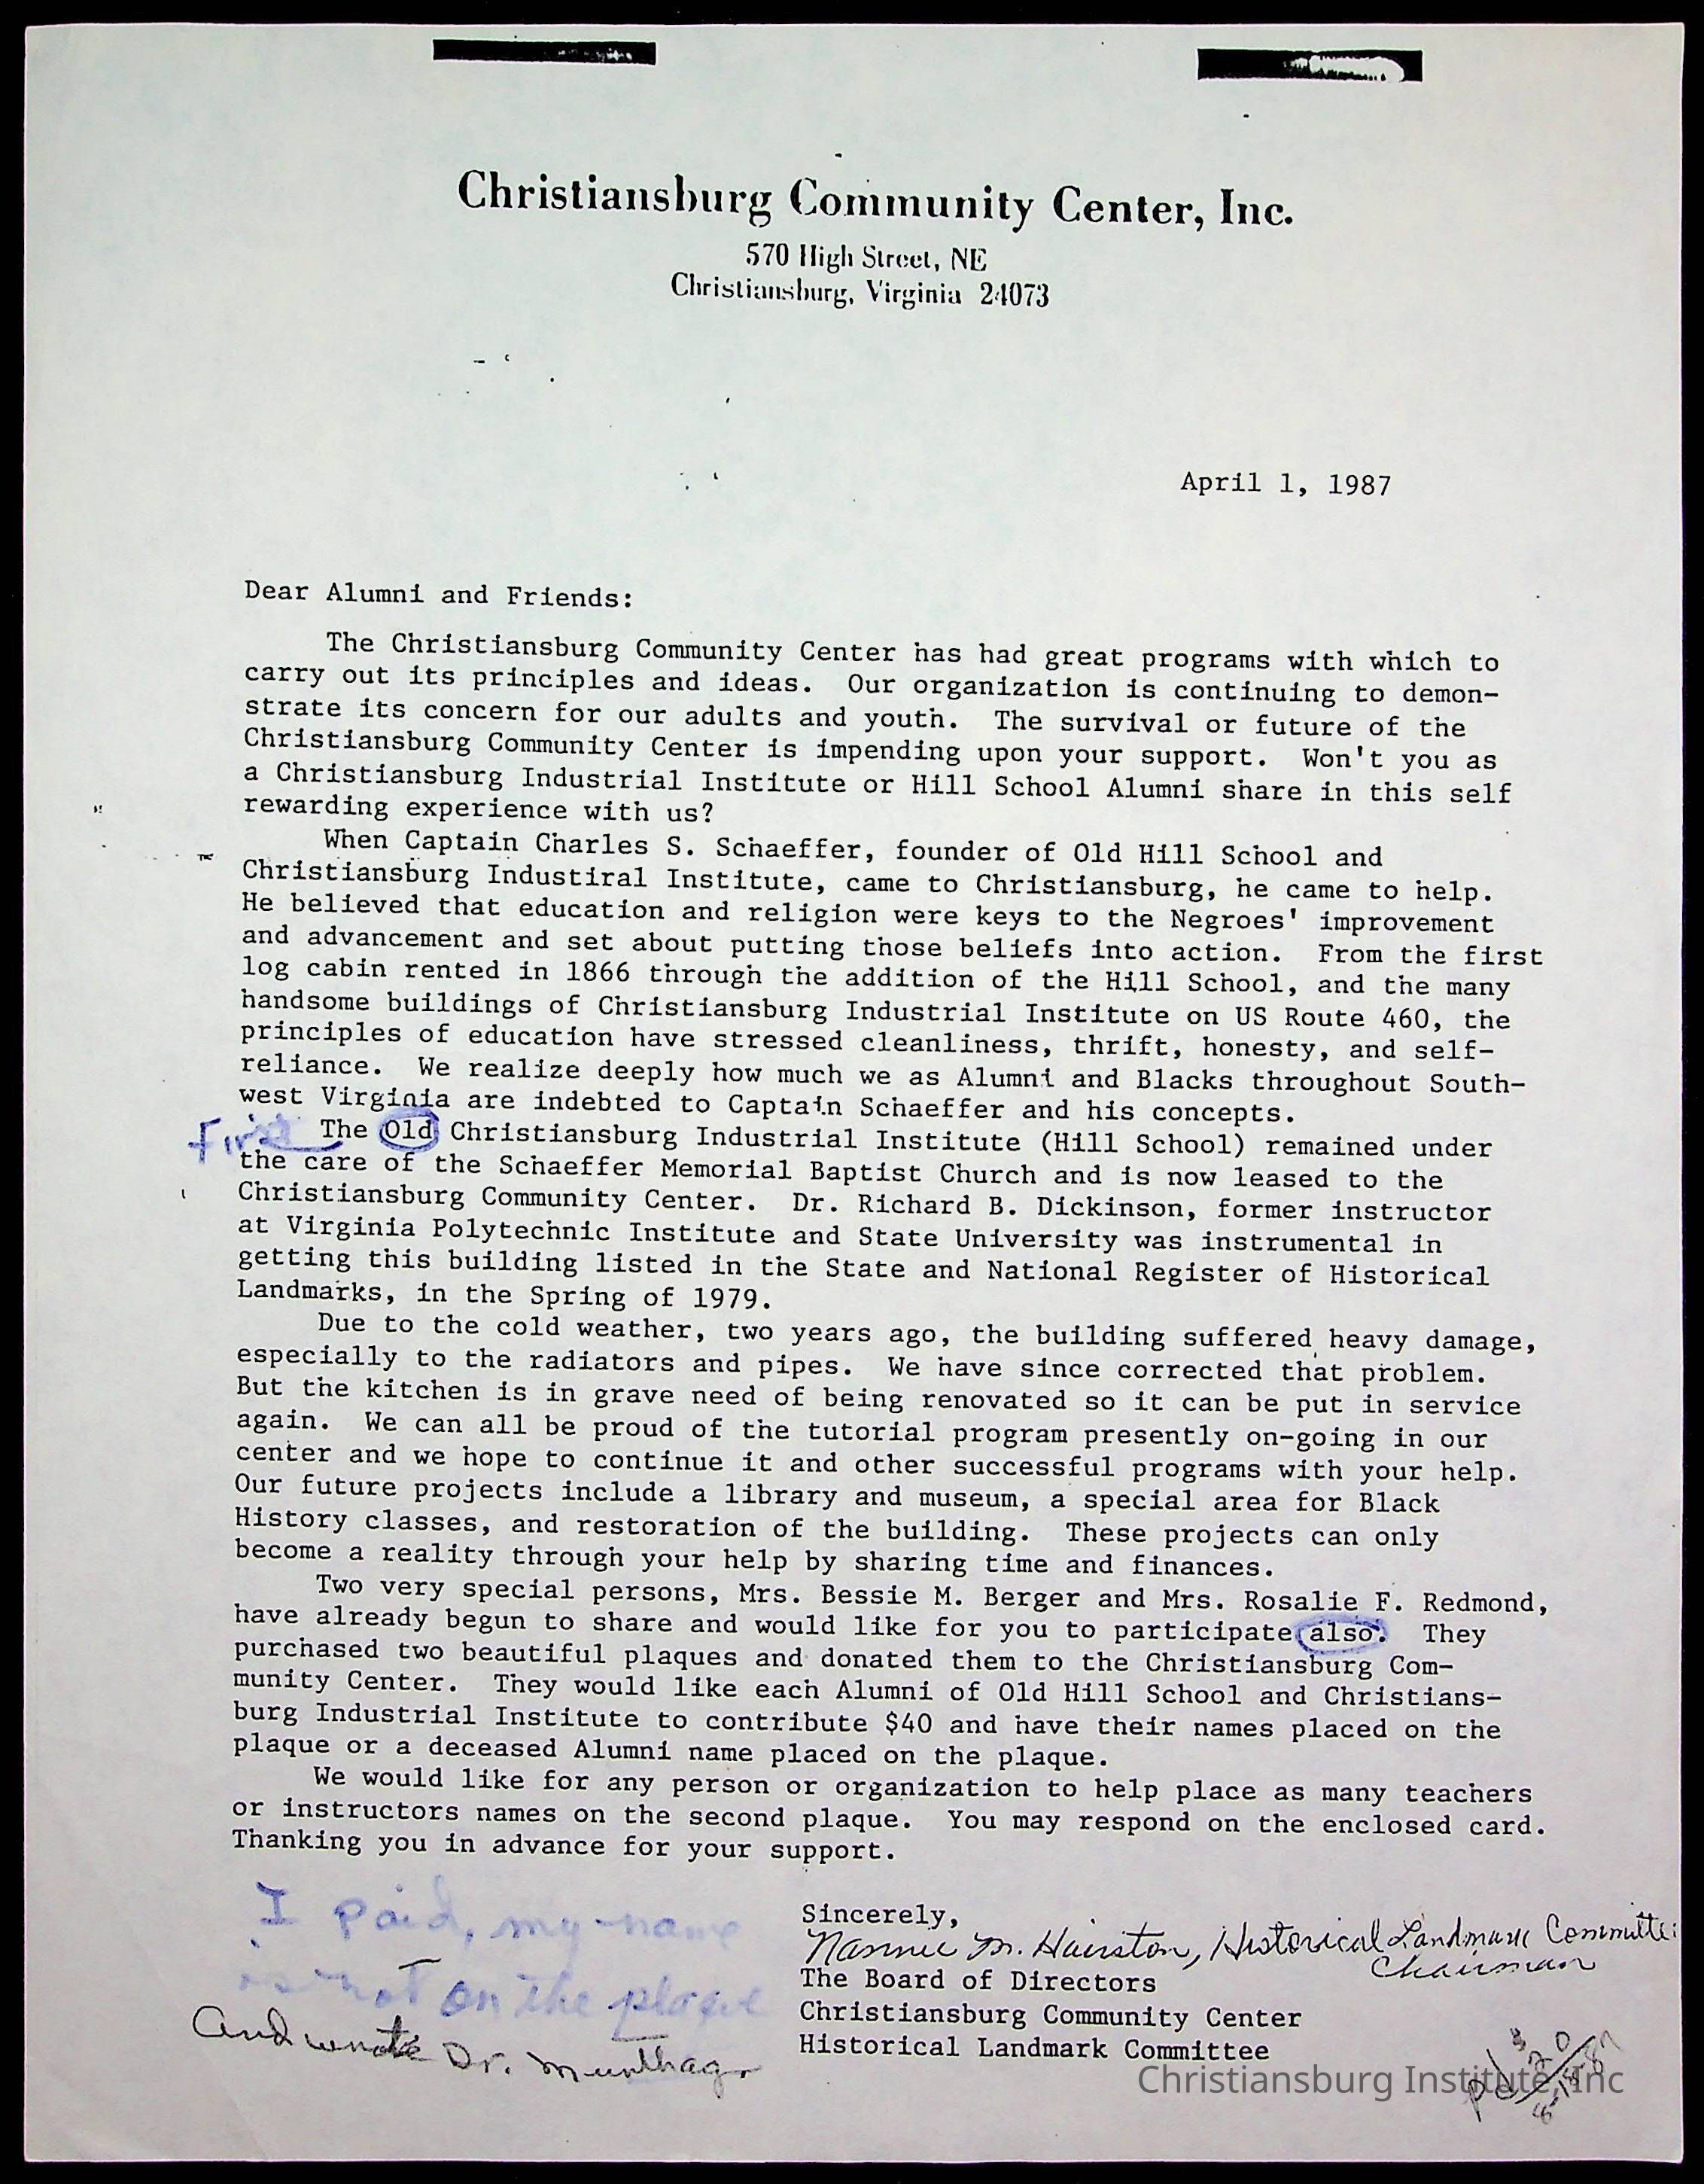 Christiansburg Community Center, Inc.
570 High Street, NE
Christiansburg, Virginia 24073
April 1, 1987
Dear Alumni and Friends:
The Christiansburg Community Center has had great programs with which to
carry out its principles and ideas. Our organization is continuing to demon-
strate its concern for our adults and youth. The survival or future of the
Christiansburg Community Center is impending upon your support. Won't you as
a Christiansburg Industrial Institute or Hill School Alumni share in this self
rewarding experience with us?
When Captain Charles S. Schaeffer, founder of Old Hill School and
Christiansburg Industiral Institute, came to Christiansburg, he came to help.
He believed that education and religion were keys to the Negroes' improvement
and advancement and set about putting those beliefs into action. From the first
log cabin rented in 1866 through the addition of the Hill School, and the many
handsome buildings of Christiansburg Industrial Institute on US Route 460, the
principles of education have stressed cleanliness, thrift, honesty, and self-
reliance. We realize deeply how much we as Alumni and Blacks throughout South-
west Virginia are indebted to Captain Schaeffer and his concepts.
First The Old Christiansburg Industrial Institute (Hill School) remained under
the care of the Schaeffer Memorial Baptist Church and is now leased to the
Christiansburg Community Center. Dr. Richard B. Dickinson, former instructor
at Virginia Polytechnic Institute and State University was instrumental in
getting this building listed in the State and National Register of Historical
Landmarks, in the Spring of 1979.
Due to the cold weather, two years ago, the building suffered heavy damage,
especially to the radiators and pipes. We have since corrected that problem.
But the kitchen is in grave need of being renovated so it can be put in service
again. We can all be proud of the tutorial program presently on-going in our
center and we hope to continue it and other successful programs with your help.
Our future projects include a library and museum, a special area for Black
History classes, and restoration of the building. These projects can only
become a reality through your help by sharing time and finances.
Two very special persons, Mrs. Bessie M. Berger and Mrs. Rosalie F. Redmond,
have already begun to share and would like for you to participate also. They
purchased two beautiful plaques and donated them to the Christiansburg Com-
munity Center. They would like each Alumni of Old Hill School and Christians-
burg Industrial Institute to contribute $40 and have their names placed on the
plaque or a deceased Alumni name placed on the plaque.
We would like for any person or organization to help place as many teachers
or instructors names on the second plaque. You may respond on the enclosed card.
Thanking you in advance for your support.
I paid, my name
is not on the plaque
and wrote Dr.
Sincerely,
Nannie M. Hairston, Historical Landmark Committee
Chairman
The Board of Directors
Christiansburg Community Center
Historical Landmark Committee
Christiansburg Institute, Inc
pd